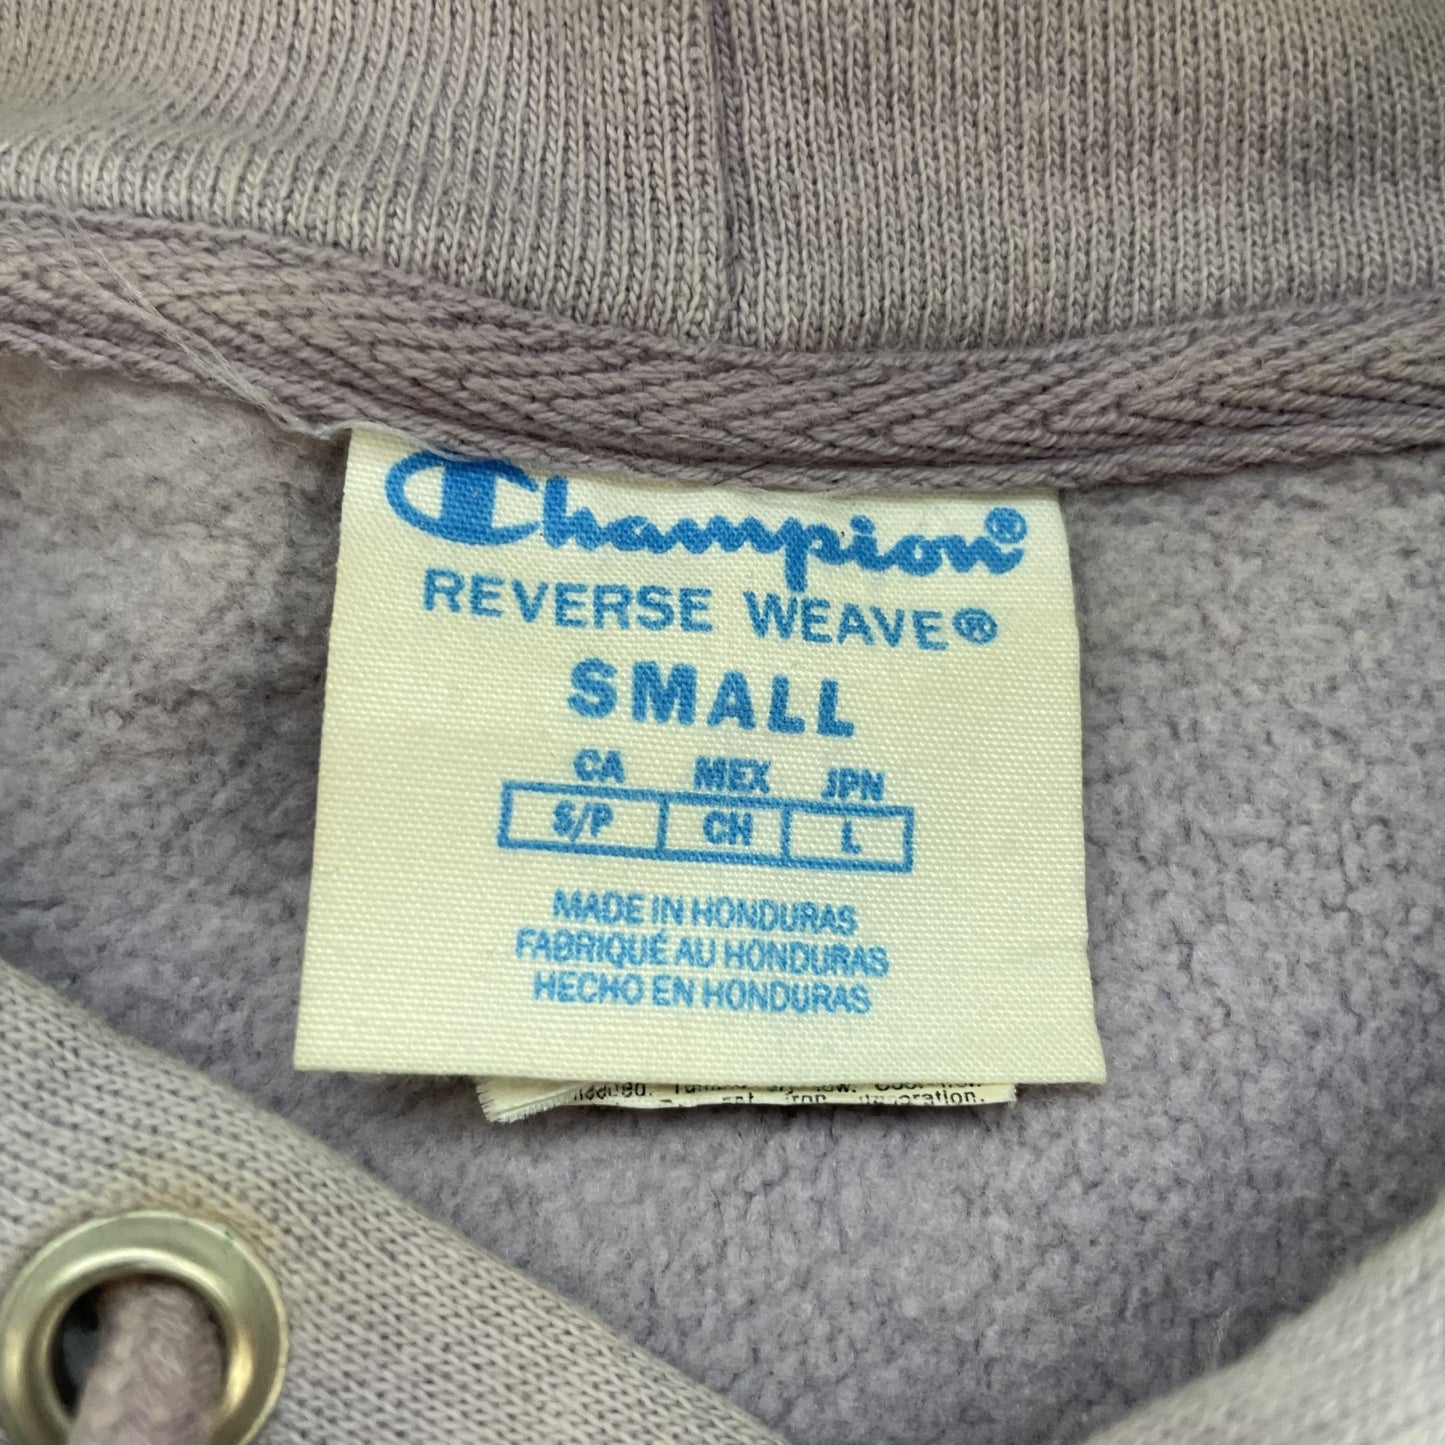 Champion®
REVERSE WEAVE®
SMALL
CA MEX JPN
S/P CH L
MADE IN HONDURAS
FABRIQUÉ AU HONDURAS
HECHO EN HONDURAS